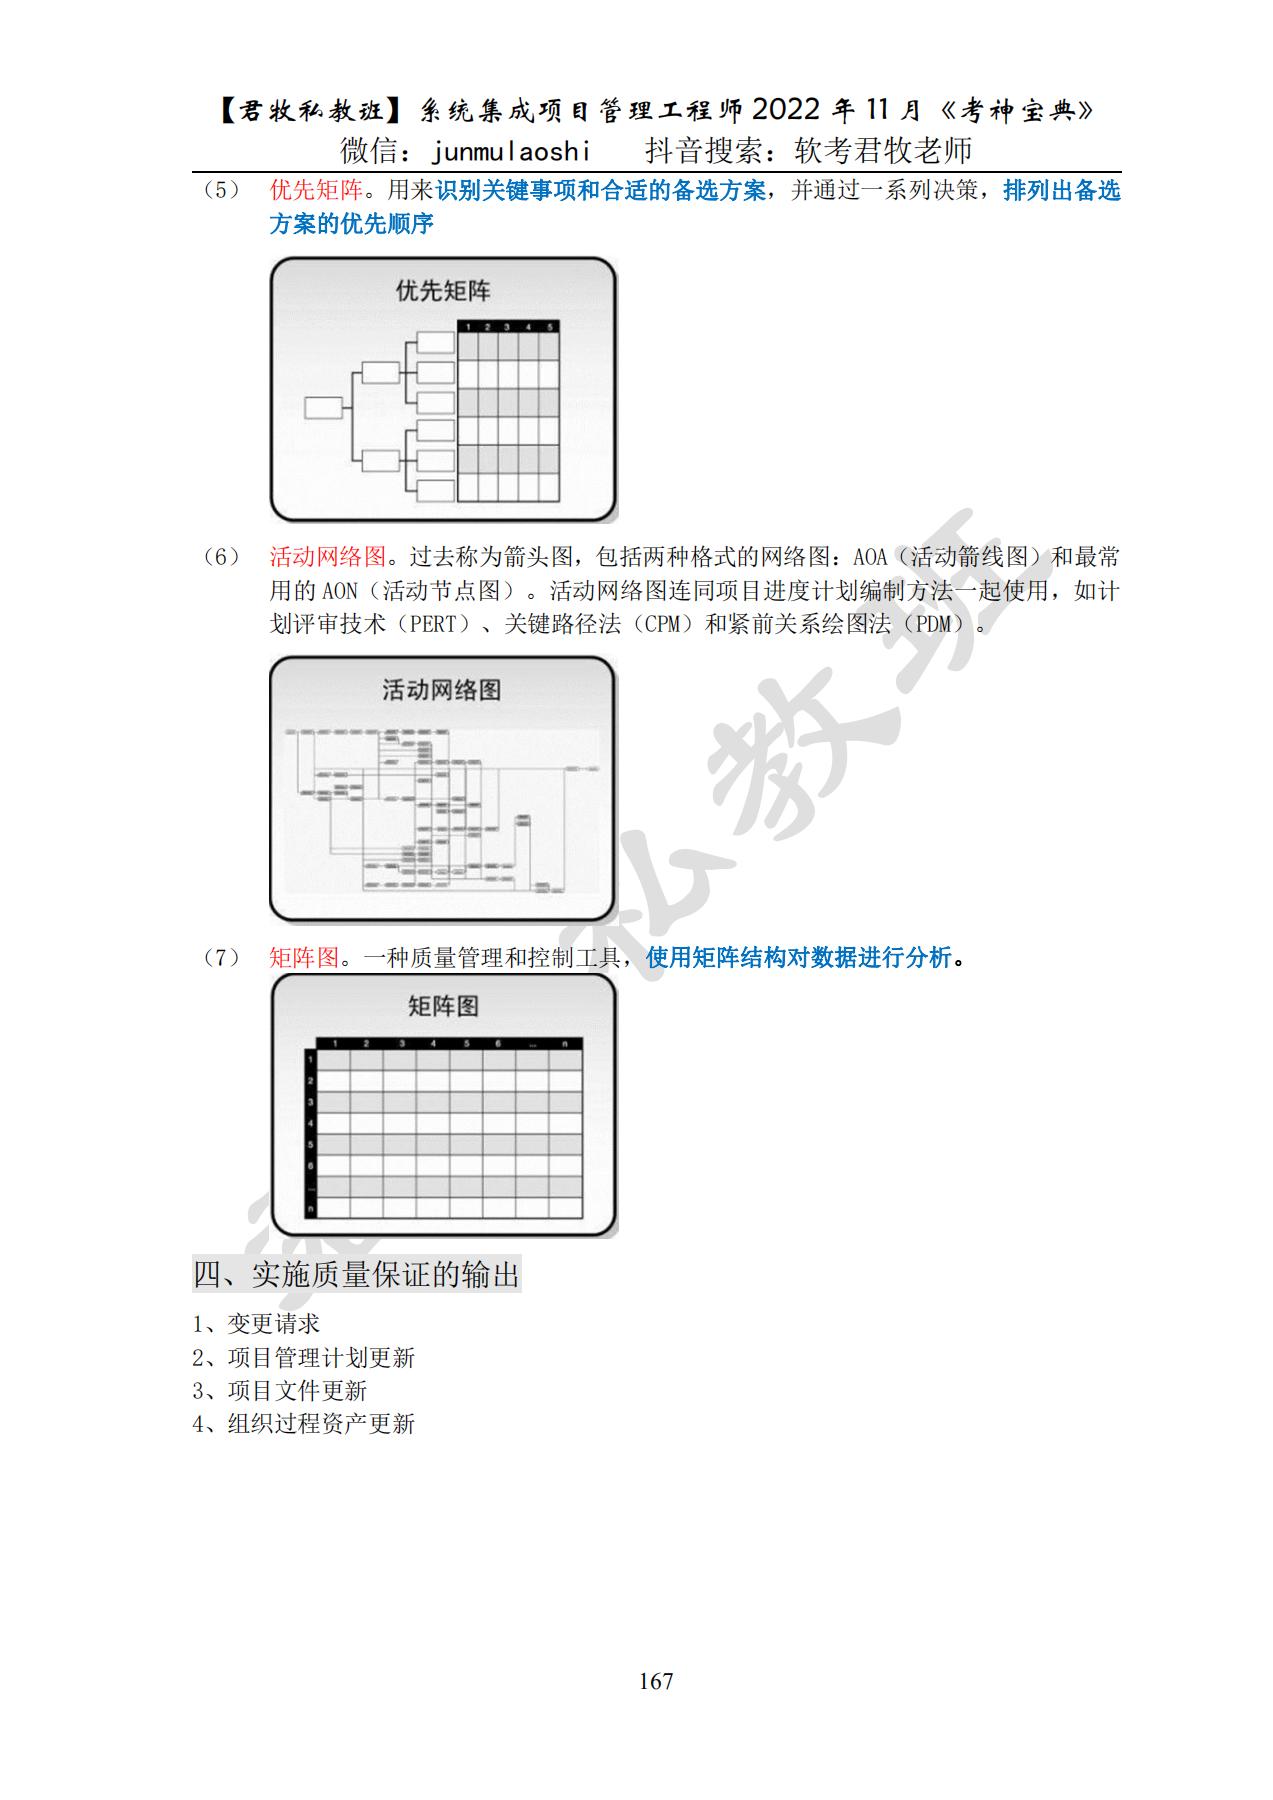 【君牧私教班】系统集成项目管理工程师2022年11月《考神宝典》
微信：junmulaoshi 抖音搜索：软考君牧老师
（5） 优先矩阵。用来识别关键事项和合适的备选方案，并通过一系列决策，排列出备选
方案的优先顺序
优先矩阵
1 2 3 4 5
（6） 活动网络图。过去称为箭头图，包括两种格式的网络图：AOA（活动箭线图）和最常
用的AON（活动节点图）。活动网络图连同项目进度计划编制方法一起使用，如计
划评审技术（PERT）、关键路径法（CPM）和紧前关系绘图法（PDM）。
活动网络图
（7） 矩阵图。一种质量管理和控制工具，使用矩阵结构对数据进行分析。
矩阵图
1 2 3 4 5 6 ... n
1
2
3
4
5
6
...
n
四、实施质量保证的输出
1、变更请求
2、项目管理计划更新
3、项目文件更新
4、组织过程资产更新
167
私教班